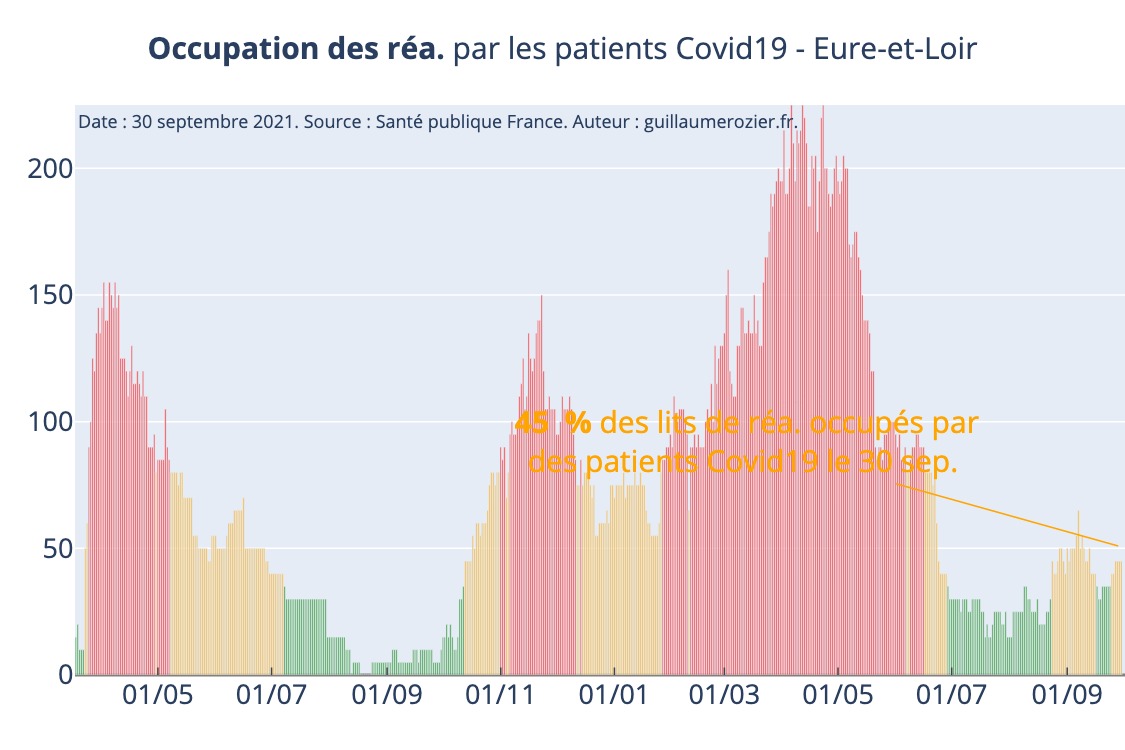 Occupation des réa. par les patients Covid19 - Eure-et-Loir
Date : 30 septembre 2021. Source : Santé publique France. Auteur : guillaumerozier.fr.
200
150
100
45 % des lits de réa. occupés par
des patients Covid19 le 30 sep.
50
0
01/05 01/07 01/09 01/11 01/01 01/03 01/05 01/07 01/09